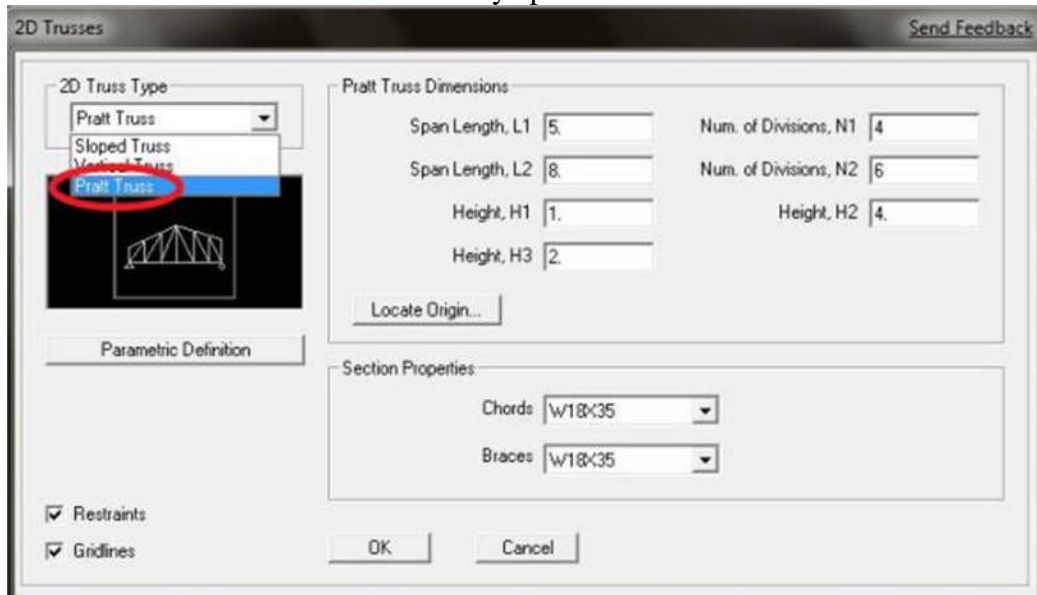 2D Trusses
Send Feedback
2D Truss Type
Pratt Truss
Sloped Truss
Vertical Truss
Pratt Truss
Parametric Definition
Restraints
Gridlines
Pratt Truss Dimensions
Span Length, L1 5. Num. of Divisions, N1 4
Span Length, L2 8. Num. of Divisions, N2 6
Height, H1 1. Height, H2 4.
Height, H3 2.
Locate Origin...
Section Properties
Chords W18X35
Braces W18X35
OK Cancel